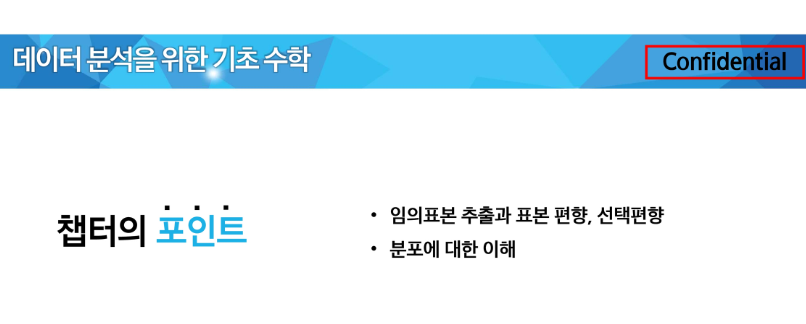 데이터 분석을 위한 기초 수학
Confidential
챕터의 포인트
• 임의표본 추출과 표본 편향, 선택편향
• 분포에 대한 이해